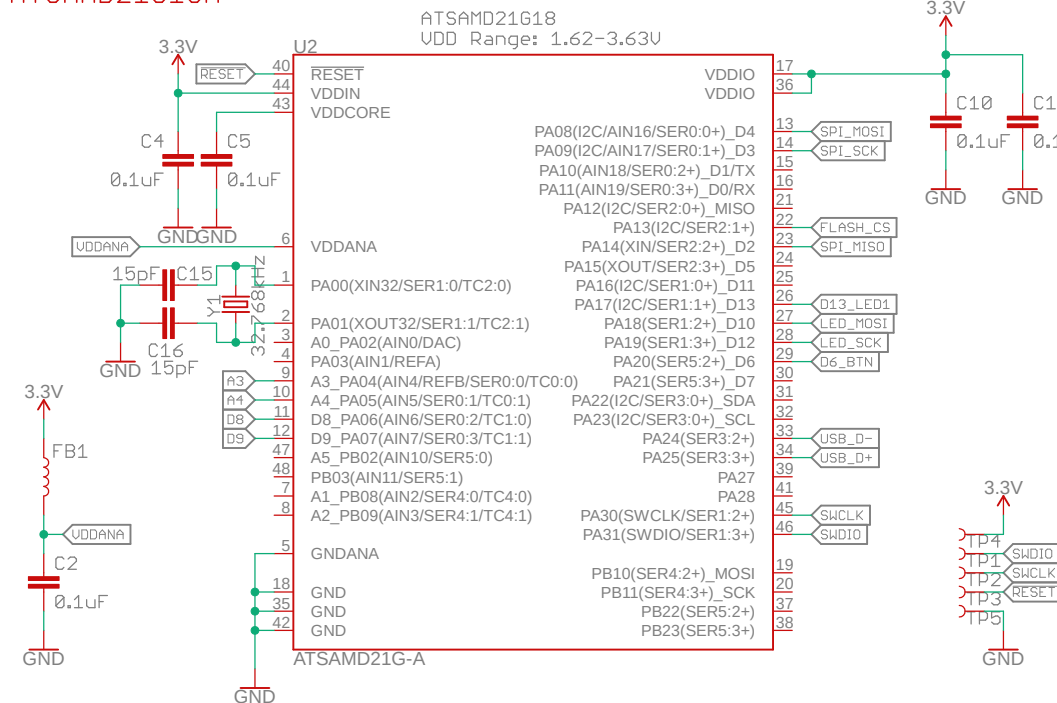 ATSAMD21G18
VDD Range: 1.62-3.63V
3.3V
3.3V
U2
RESET
40
RESET
44
VDDIN
43
VDDCORE
C4
C5
0.1uF
0.1uF
GND
GND
VDDANA
6
VDDANA
15pF
C15
1
PA00(XIN32/SER1:0/TC2:0)
Y1
32.768kHz
2
PA01(XOUT32/SER1:1/TC2:1)
C16
15pF
GND
3
A0_PA02(AIN0/DAC)
4
PA03(AIN1/REFA)
A3
9
A3_PA04(AIN4/REFB/SER0:0/TC0:0)
A4
10
A4_PA05(AIN5/SER0:1/TC0:1)
D8
11
D8_PA06(AIN6/SER0:2/TC1:0)
D9
12
D9_PA07(AIN7/SER0:3/TC1:1)
47
A5_PB02(AIN10/SER5:0)
48
PB03(AIN11/SER5:1)
7
A1_PB08(AIN2/SER4:0/TC4:0)
8
A2_PB09(AIN3/SER4:1/TC4:1)
5
GNDANA
18
GND
35
GND
42
GND
ATSAMD21G-A
GND
3.3V
FB1
VDDANA
C2
0.1uF
GND
VDDIO
17
VDDIO
36
PA08(I2C/AIN16/SER0:0+)_D4
13
SPI_MOSI
PA09(I2C/AIN17/SER0:1+)_D3
14
SPI_SCK
PA10(AIN18/SER0:2+)_D1/TX
15
PA11(AIN19/SER0:3+)_D0/RX
16
PA12(I2C/SER2:0+)_MISO
21
PA13(I2C/SER2:1+)
22
FLASH_CS
PA14(XIN/SER2:2+)_D2
23
SPI_MISO
PA15(XOUT/SER2:3+)_D5
24
PA16(I2C/SER1:0+)_D11
25
PA17(I2C/SER1:1+)_D13
26
D13_LED1
PA18(SER1:2+)_D10
27
LED_MOSI
PA19(SER1:3+)_D12
28
LED_SCK
PA20(SER5:2+)_D6
29
D6_BTN
PA21(SER5:3+)_D7
30
PA22(I2C/SER3:0+)_SDA
31
PA23(I2C/SER3:0+)_SCL
32
PA24(SER3:2+)
33
USB_D-
PA25(SER3:3+)
34
USB_D+
PA27
39
PA28
41
PA30(SWCLK/SER1:2+)
45
SWCLK
PA31(SWDIO/SER1:3+)
46
SWDIO
PB10(SER4:2+)_MOSI
19
PB11(SER4:3+)_SCK
20
PB22(SER5:2+)
37
PB23(SER5:3+)
38
C10
0.1uF
GND
C1
0.1
GND
3.3V
TP4
TP1
SWDIO
TP2
SWCLK
TP3
RESET
TP5
GND